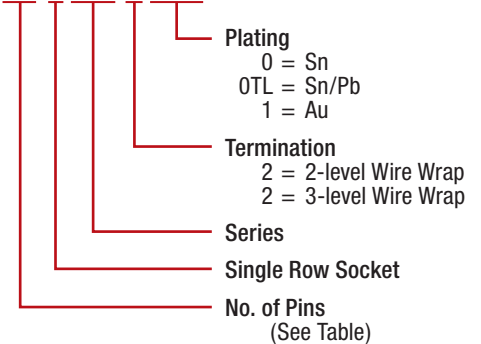 Plating
0 = Sn
0TL = Sn/Pb
1 = Au
Termination
2 = 2-level Wire Wrap
2 = 3-level Wire Wrap
Series
Single Row Socket
No. of Pins
(See Table)